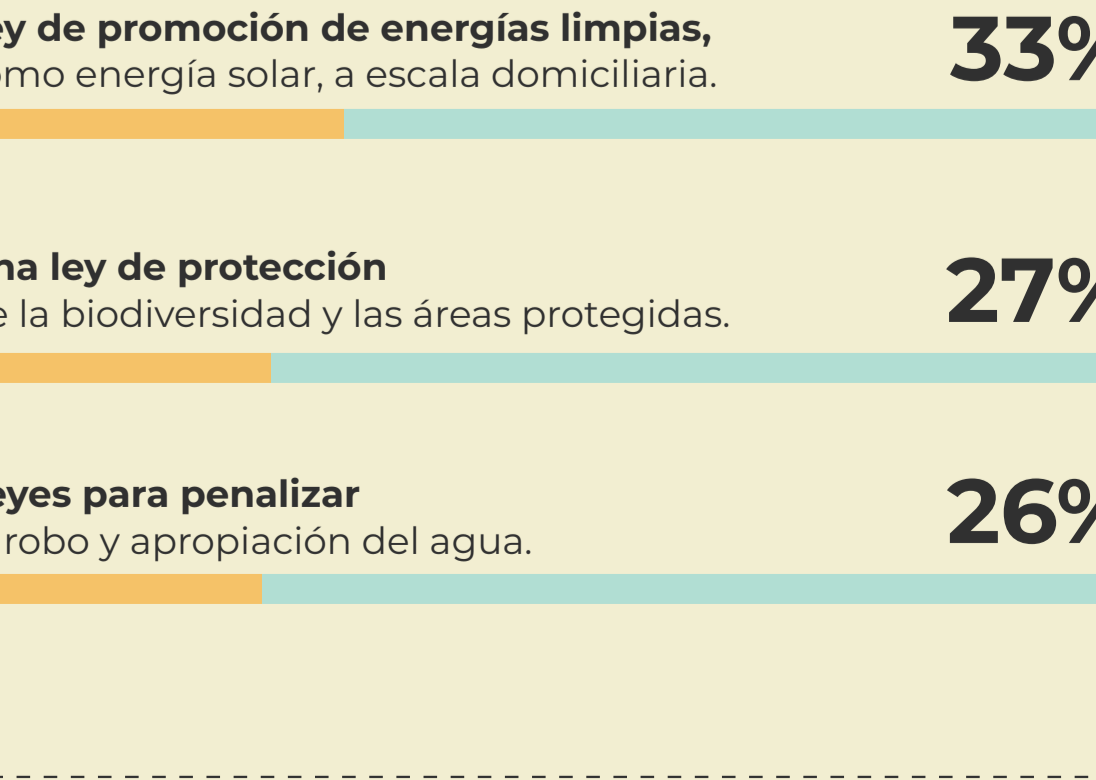 ey de promoción de energías limpias,
omo energía solar, a escala domiciliaria.
33%
na ley de protección
e la biodiversidad y las áreas protegidas.
27%
eyes para penalizar
robo y apropiación del agua.
26%